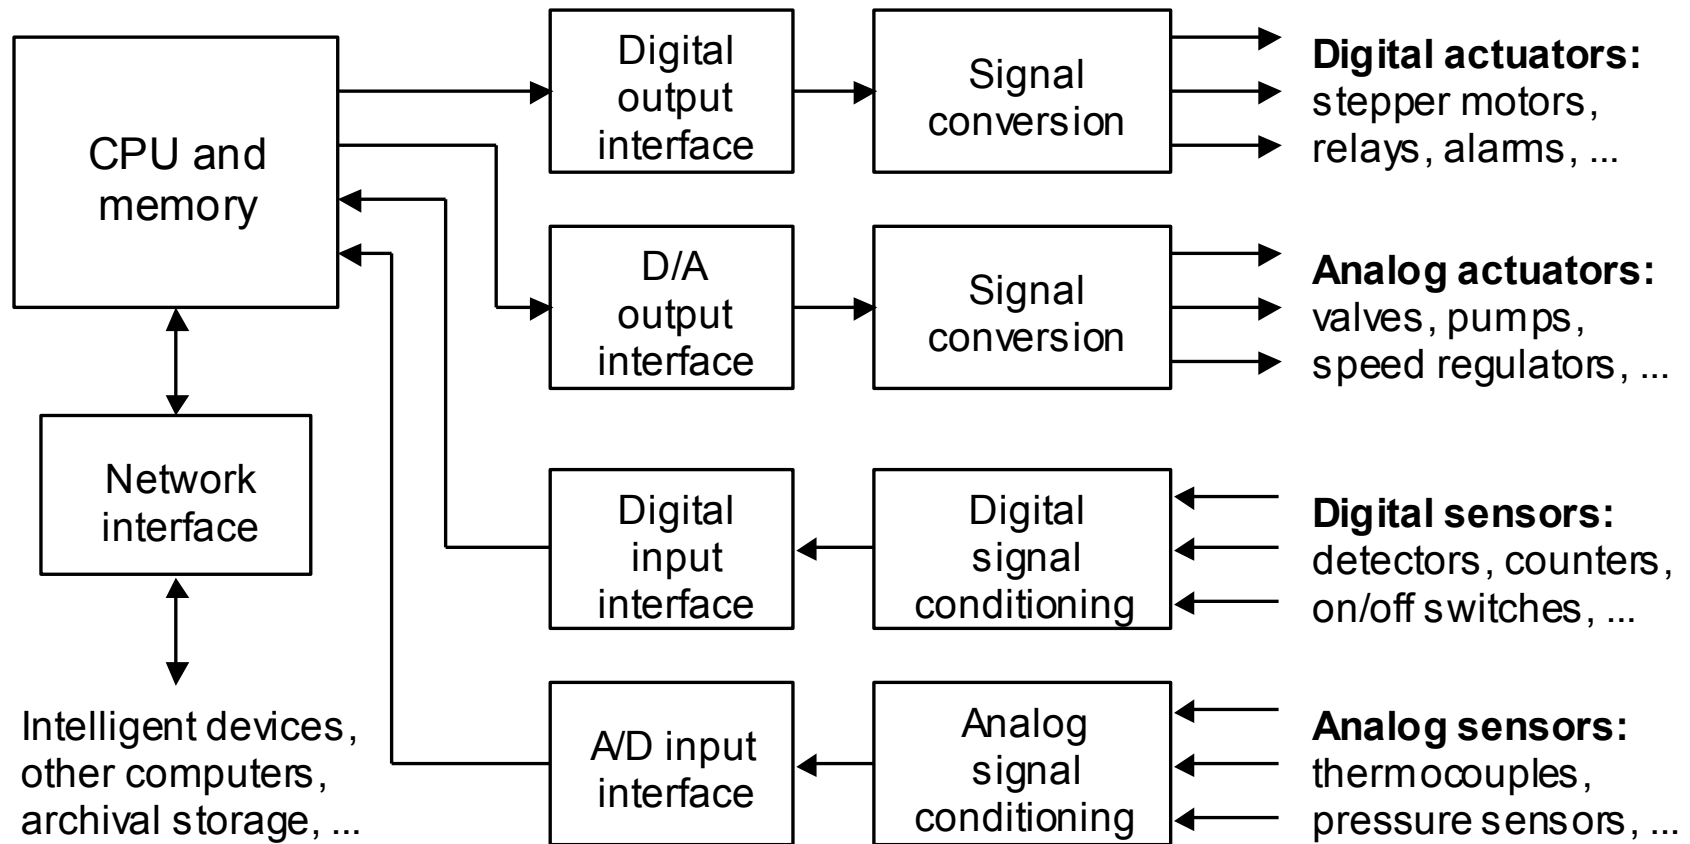 CPU and
memory
Digital
output
interface
Signal
conversion
Digital actuators:
stepper motors,
relays, alarms, ...
D/A
output
interface
Signal
conversion
Analog actuators:
valves, pumps,
speed regulators, ...
Network
interface
Digital
input
interface
Digital
signal
conditioning
Digital sensors:
detectors, counters,
on/off switches, ...
Intelligent devices,
other computers,
archival storage, ...
A/D input
interface
Analog
signal
conditioning
Analog sensors:
thermocouples,
pressure sensors, ...